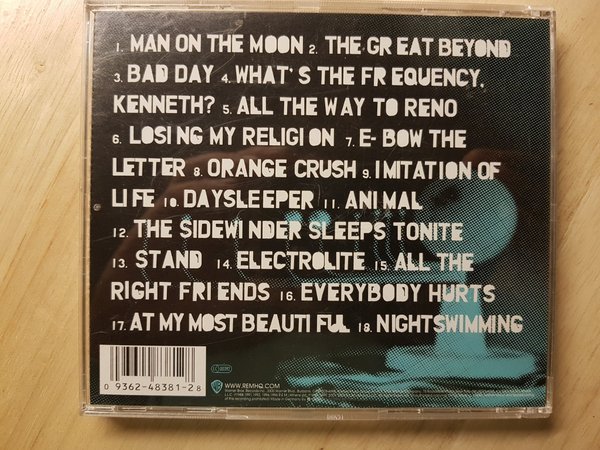 1. MAN ON THE MOON 2. THE GREAT BEYOND
3. BAD DAY 4. WHAT'S THE FREQUENCY,
KENNETH? 5. ALL THE WAY TO RENO
6. LOSING MY RELIGION 7. E-BOW THE
LETTER 8. ORANGE CRUSH 9. IMITATION OF
LIFE 10. DAYSLEEPER 11. ANIMAL
12. THE SIDEWINDER SLEEPS TONITE
13. STAND 14. ELECTROLITE 15. ALL THE
RIGHT FRIENDS 16. EVERYBODY HURTS
17. AT MY MOST BEAUTIFUL 18. NIGHTSWIMMING
0 9362-48381-2 8
WWW.REMHQ.COM